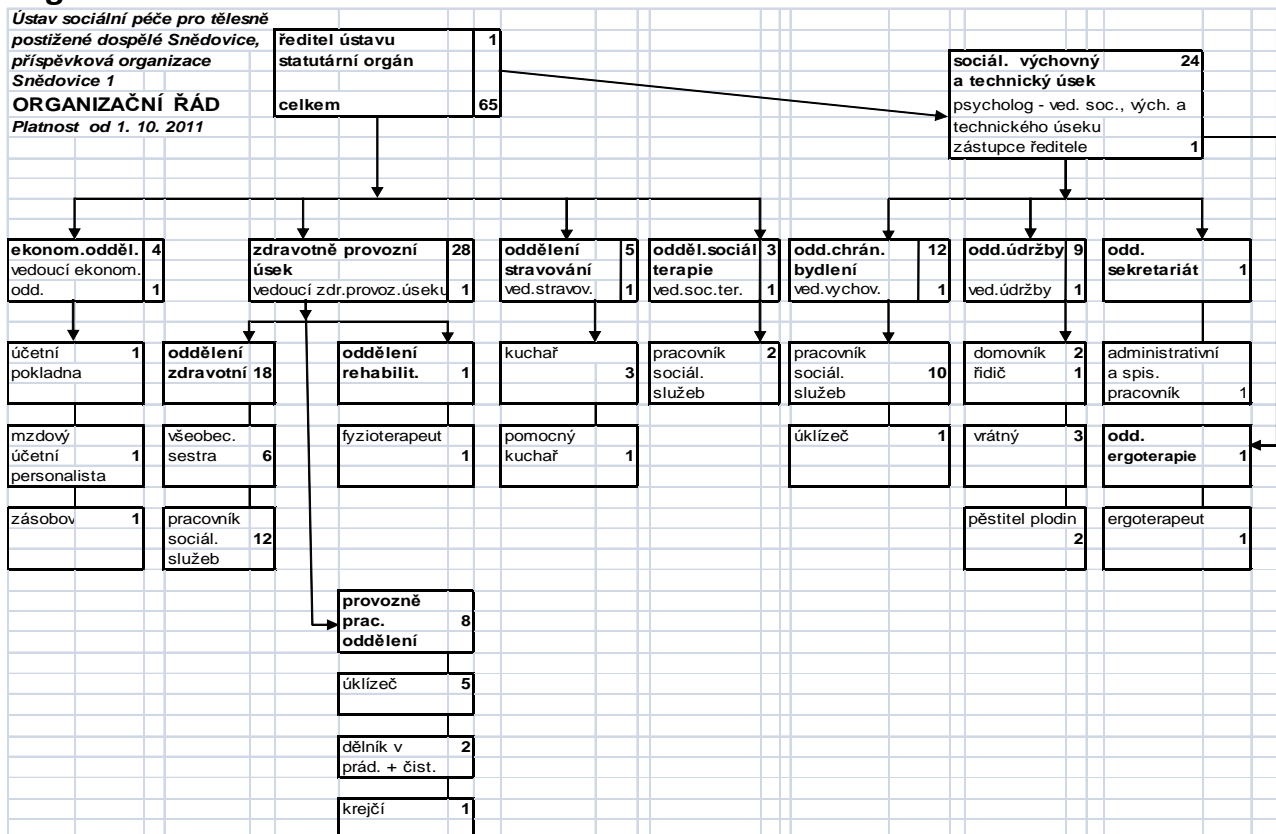 Ústav sociální péče pro tělesně
postižené dospělé Snědovice,
příspěvková organizace
Snědovice 1
ORGANIZAČNÍ ŘÁD
Platnost od 1. 10. 2011
ředitel ústavu 1
statutární orgán
celkem 65
sociál. výchovný 24
a technický úsek
psycholog - ved. soc., vých. a
technického úseku
zástupce ředitele 1
ekonom.odděl. 4
vedoucí ekonom.
odd. 1
zdravotně provozní 28
úsek
vedoucí zdr.provoz.úseku 1
oddělení 5
stravování
ved.stravov. 1
odděl.sociál 3
terapie
ved.soc.ter. 1
odd.chrán. 12
bydlení
ved.vychov. 1
odd.údržby 9
ved.údržby 1
odd.
sekretariát 1
účetní 1
pokladna
oddělení
zdravotní 18
oddělení
rehabilit. 1
kuchař
3
pracovník 2
sociál.
služeb
pracovník
sociál. 10
služeb
domovník 2
řidič 1
administrativní
a spis.
pracovník 1
mzdový
účetní 1
personalista
všeobec.
sestra 6
fyzioterapeut
1
pomocný
kuchař 1
úklízeč 1
vrátný 3
odd.
ergoterapie 1
zásobov 1
pracovník
sociál. 12
služeb
pěstitel plodin
2
ergoterapeut
1
provozně
prac. 8
oddělení
úklízeč 5
dělník v 2
prád. + čist.
krejčí 1